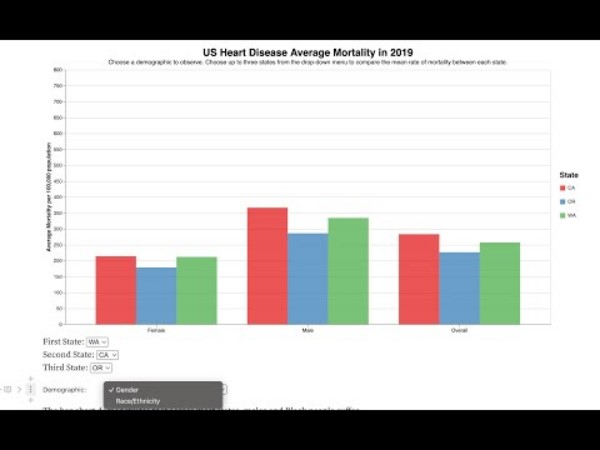 US Heart Disease Average Mortality in 2019
Choose a demographic to observe. Choose up to three states from the drop-down menu to compare the mean rate of mortality between each state.
800
750
700
650
600
550
500
450
400
350
300
250
200
150
100
50
0
Average Mortality per 100,000 population
Female
Male
Overall
State
CA
OR
WA
First State: WA
Second State: CA
Third State: OR
Demographic:
✓ Gender
Race/Ethnicity